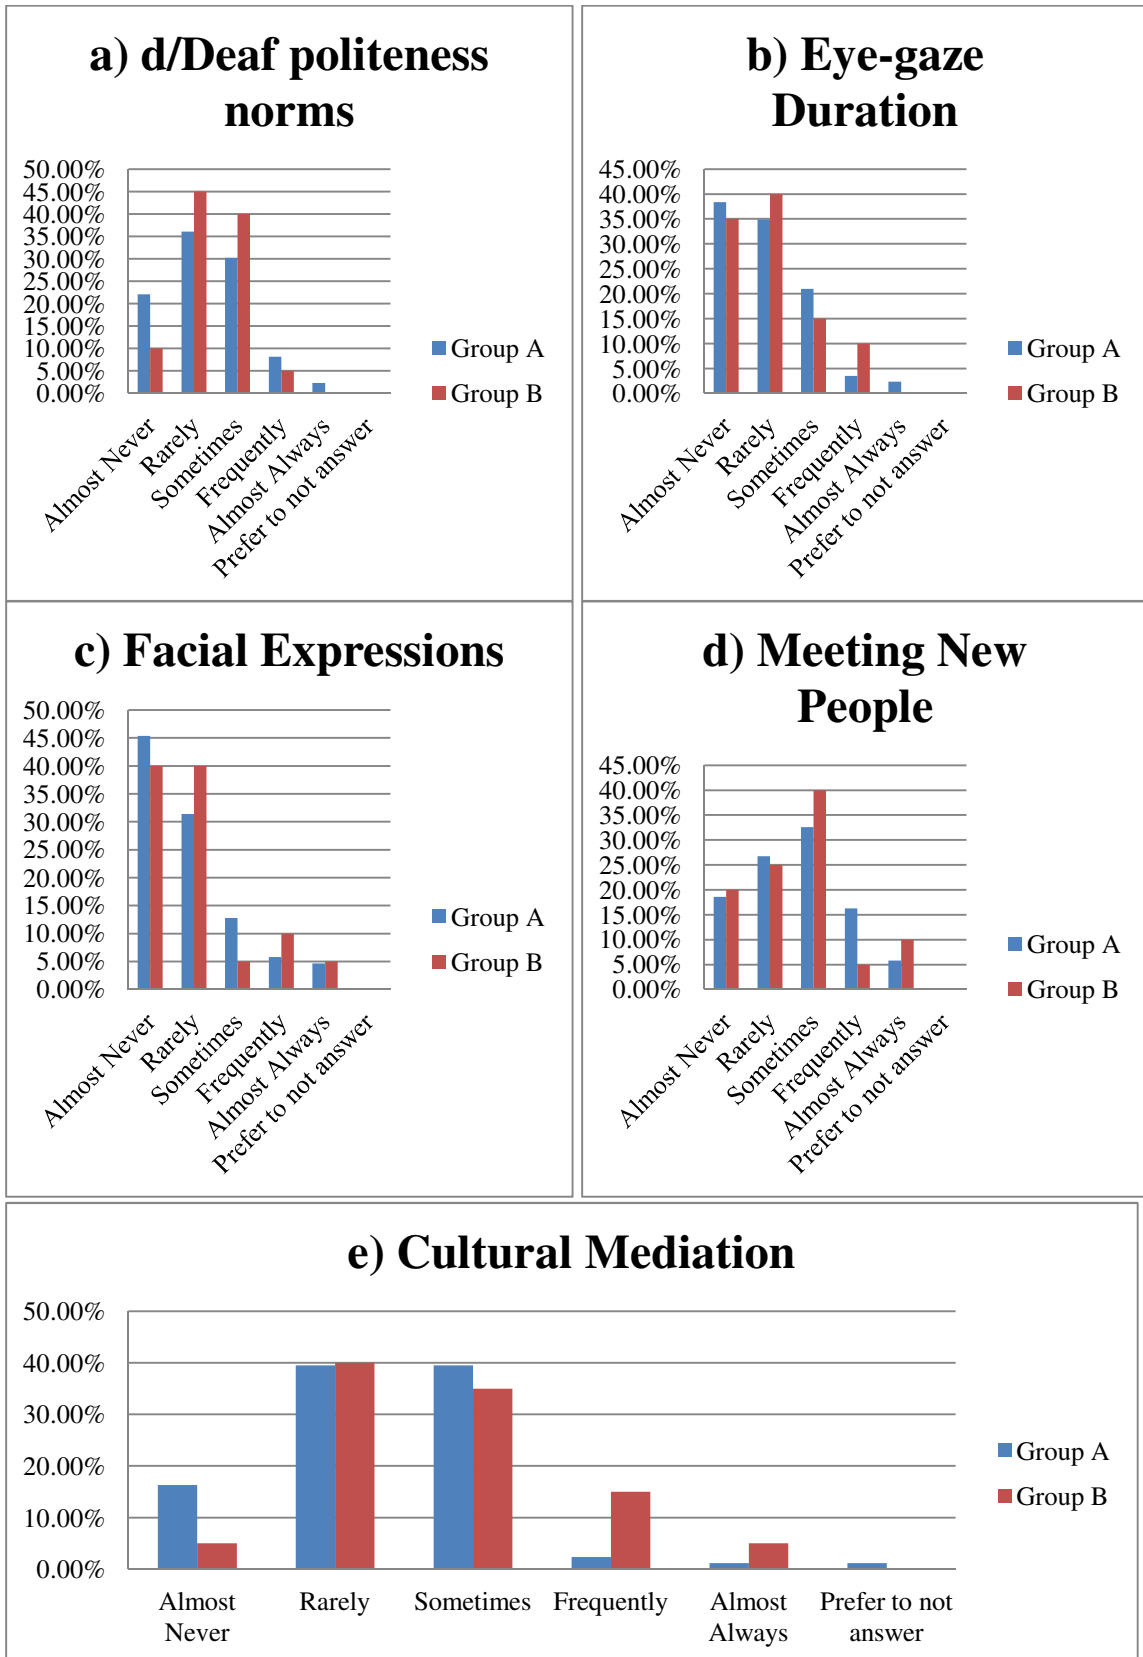 a) d/Deaf politeness
norms
50.00%
45.00%
40.00%
35.00%
30.00%
25.00%
20.00%
15.00%
10.00%
5.00%
0.00%
Almost Never
Rarely
Sometimes
Frequently
Almost Always
Prefer to not answer
Group A
Group B
b) Eye-gaze
Duration
45.00%
40.00%
35.00%
30.00%
25.00%
20.00%
15.00%
10.00%
5.00%
0.00%
Almost Never
Rarely
Sometimes
Frequently
Almost Always
Prefer to not answer
Group A
Group B
c) Facial Expressions
50.00%
45.00%
40.00%
35.00%
30.00%
25.00%
20.00%
15.00%
10.00%
5.00%
0.00%
Almost Never
Rarely
Sometimes
Frequently
Almost Always
Prefer to not answer
Group A
Group B
d) Meeting New
People
45.00%
40.00%
35.00%
30.00%
25.00%
20.00%
15.00%
10.00%
5.00%
0.00%
Almost Never
Rarely
Sometimes
Frequently
Almost Always
Prefer to not answer
Group A
Group B
e) Cultural Mediation
50.00%
40.00%
30.00%
20.00%
10.00%
0.00%
Almost
Never
Rarely
Sometimes
Frequently
Almost
Always
Prefer to not
answer
Group A
Group B